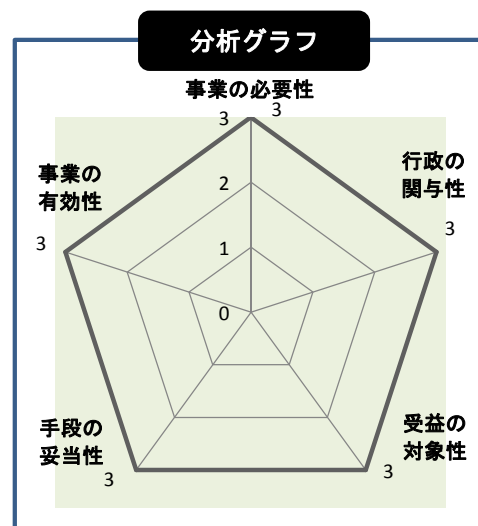 分析グラフ
事業の必要性
3
3
行政の
関与性
3
事業の
有効性
3
2
1
0
受益の
対象性
3
手段の
妥当性
3